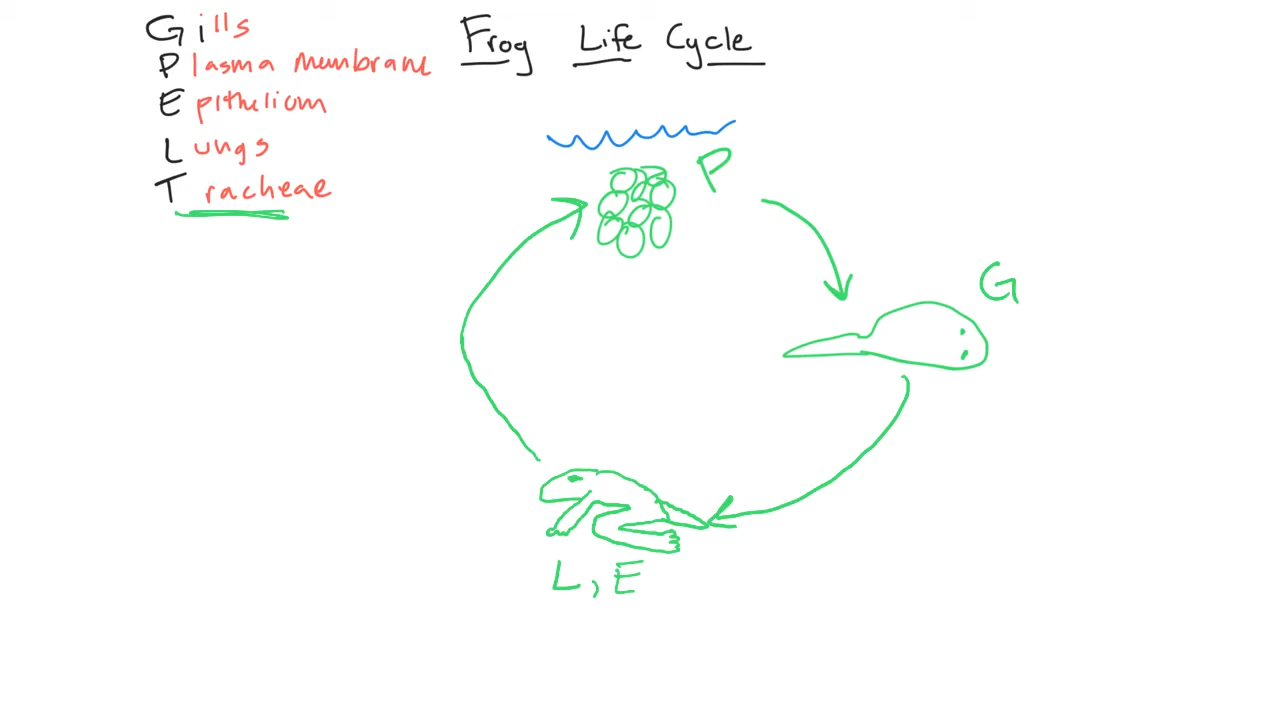 Gills
Plasma Membrane
Epithelium
Lungs
Tracheae
Frog Life Cycle
P
G
L, E